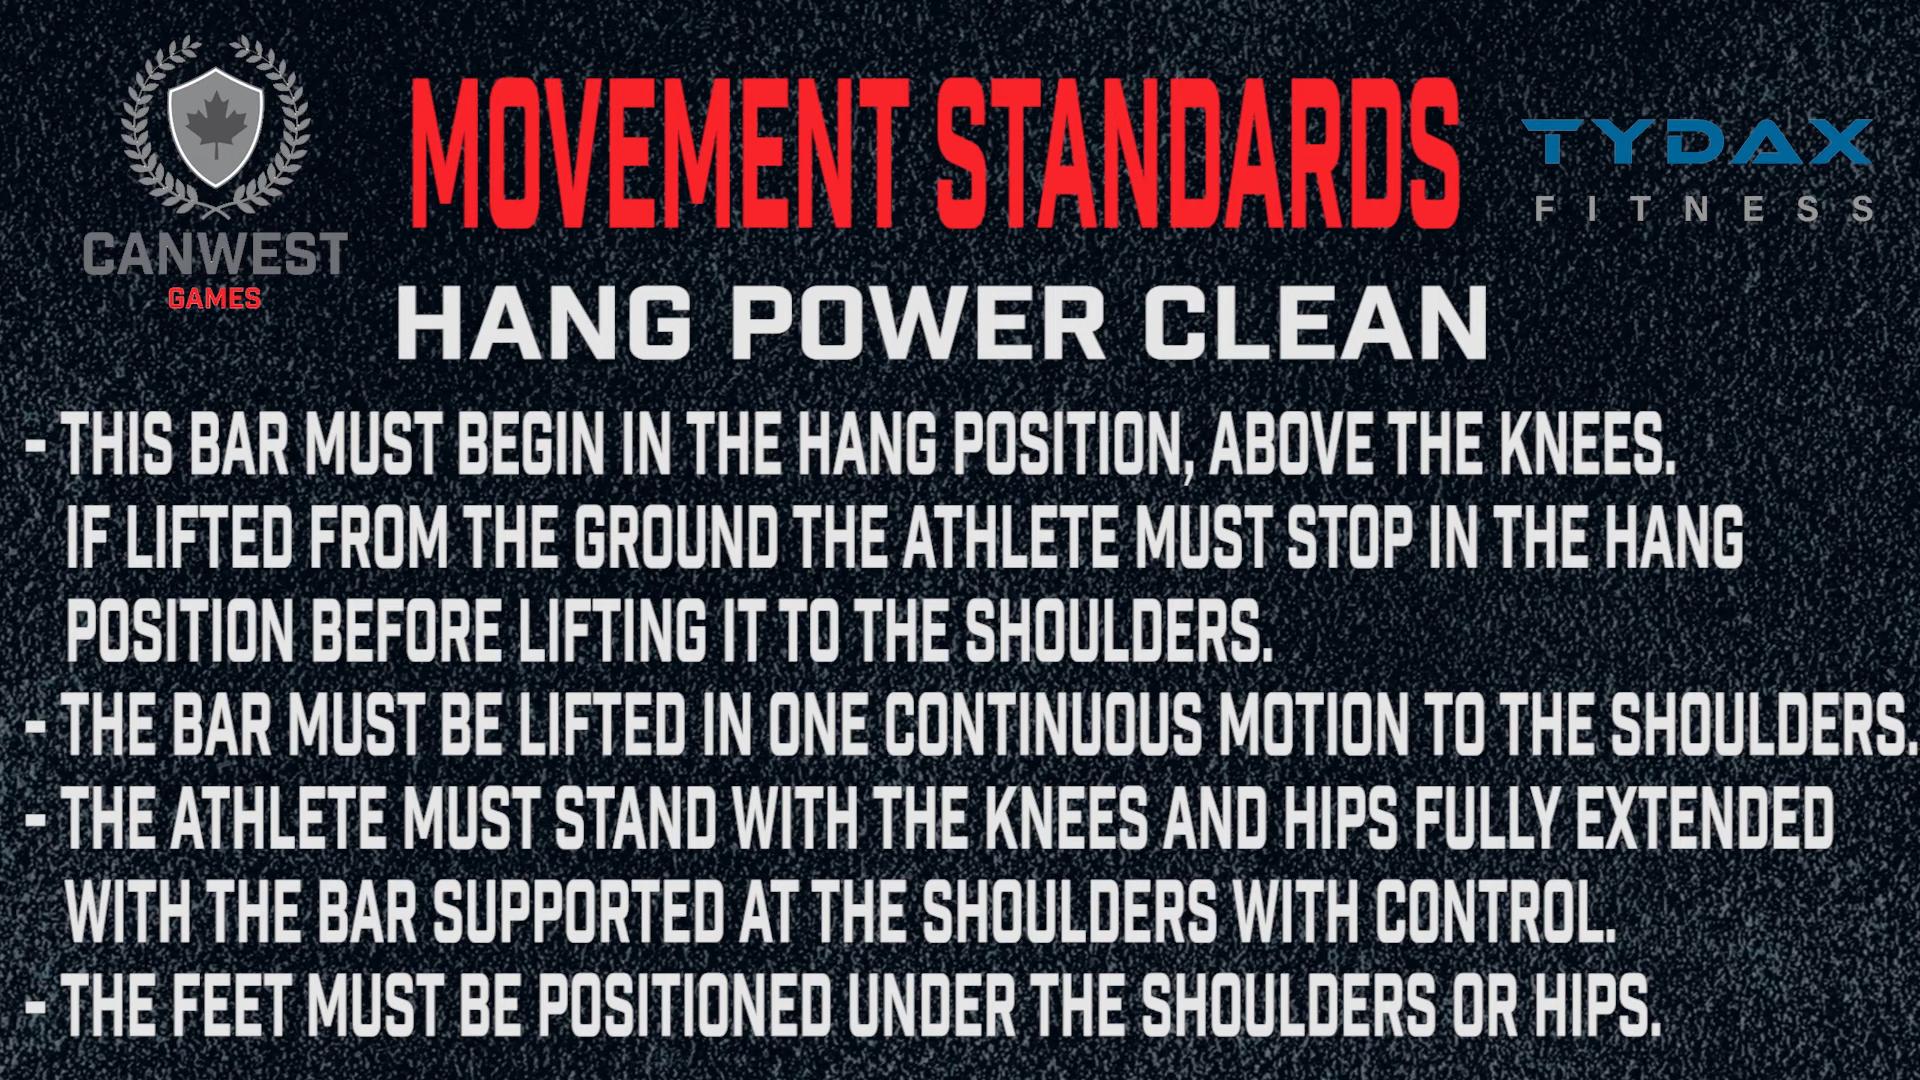 CANWEST
GAMES
MOVEMENT STANDARDS
TYDAX
FITNESS
HANG POWER CLEAN
- THIS BAR MUST BEGIN IN THE HANG POSITION, ABOVE THE KNEES.
IF LIFTED FROM THE GROUND THE ATHLETE MUST STOP IN THE HANG
POSITION BEFORE LIFTING IT TO THE SHOULDERS.
- THE BAR MUST BE LIFTED IN ONE CONTINUOUS MOTION TO THE SHOULDERS.
- THE ATHLETE MUST STAND WITH THE KNEES AND HIPS FULLY EXTENDED
WITH THE BAR SUPPORTED AT THE SHOULDERS WITH CONTROL.
- THE FEET MUST BE POSITIONED UNDER THE SHOULDERS OR HIPS.